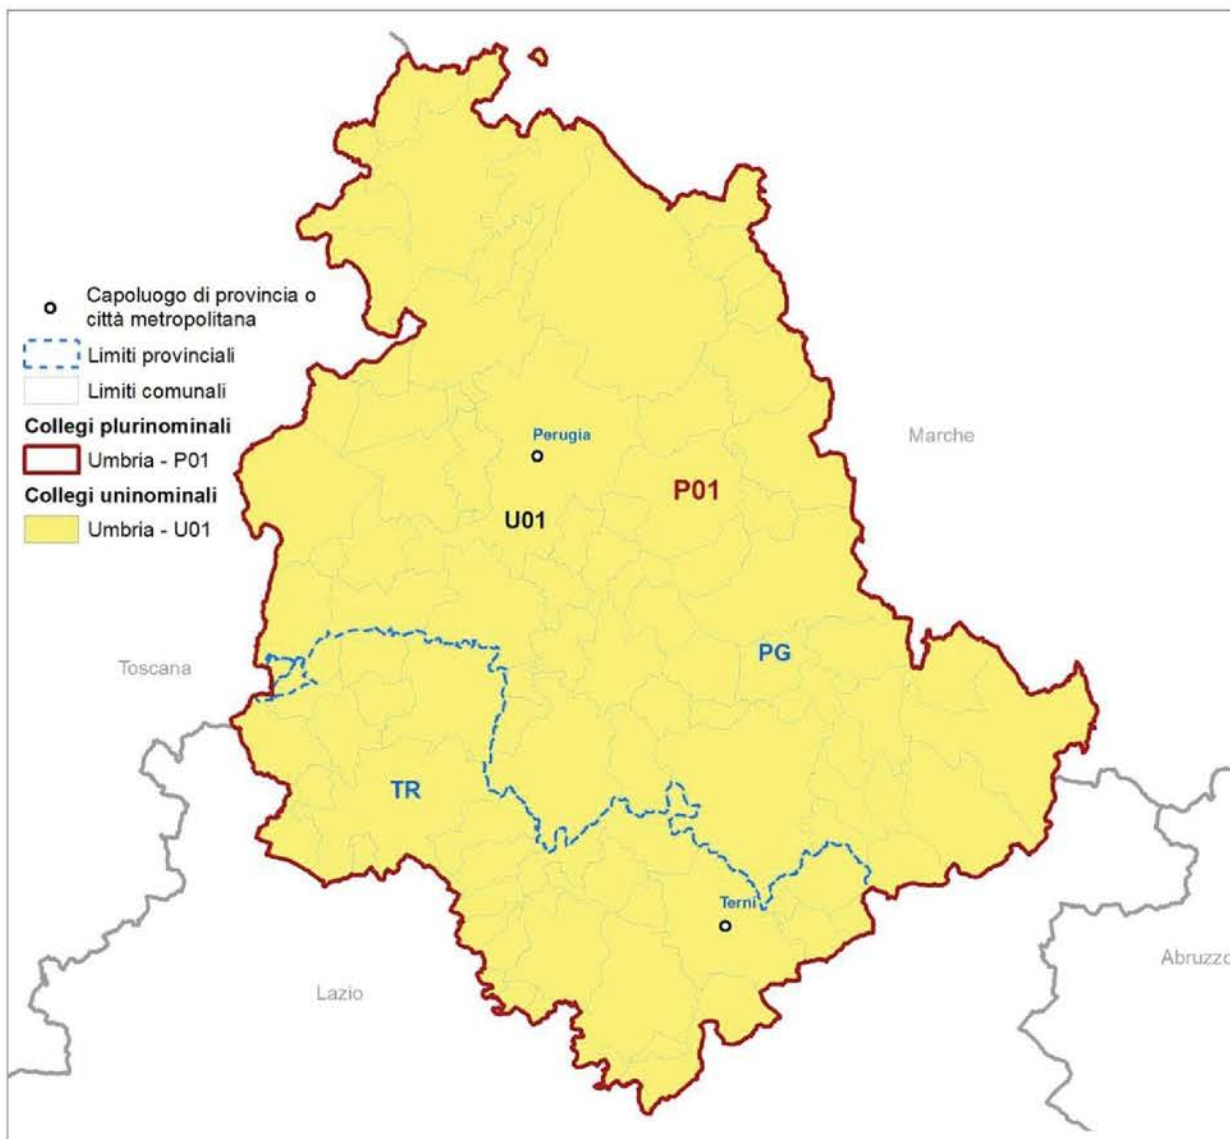 Capoluogo di provincia o
città metropolitana
Limiti provinciali
Limiti comunali
Collegi plurinominali
Umbria - P01
Collegi uninominali
Umbria - U01
Perugia
P01
U01
Marche
PG
Toscana
TR
Terni
Lazio
Abruzzo